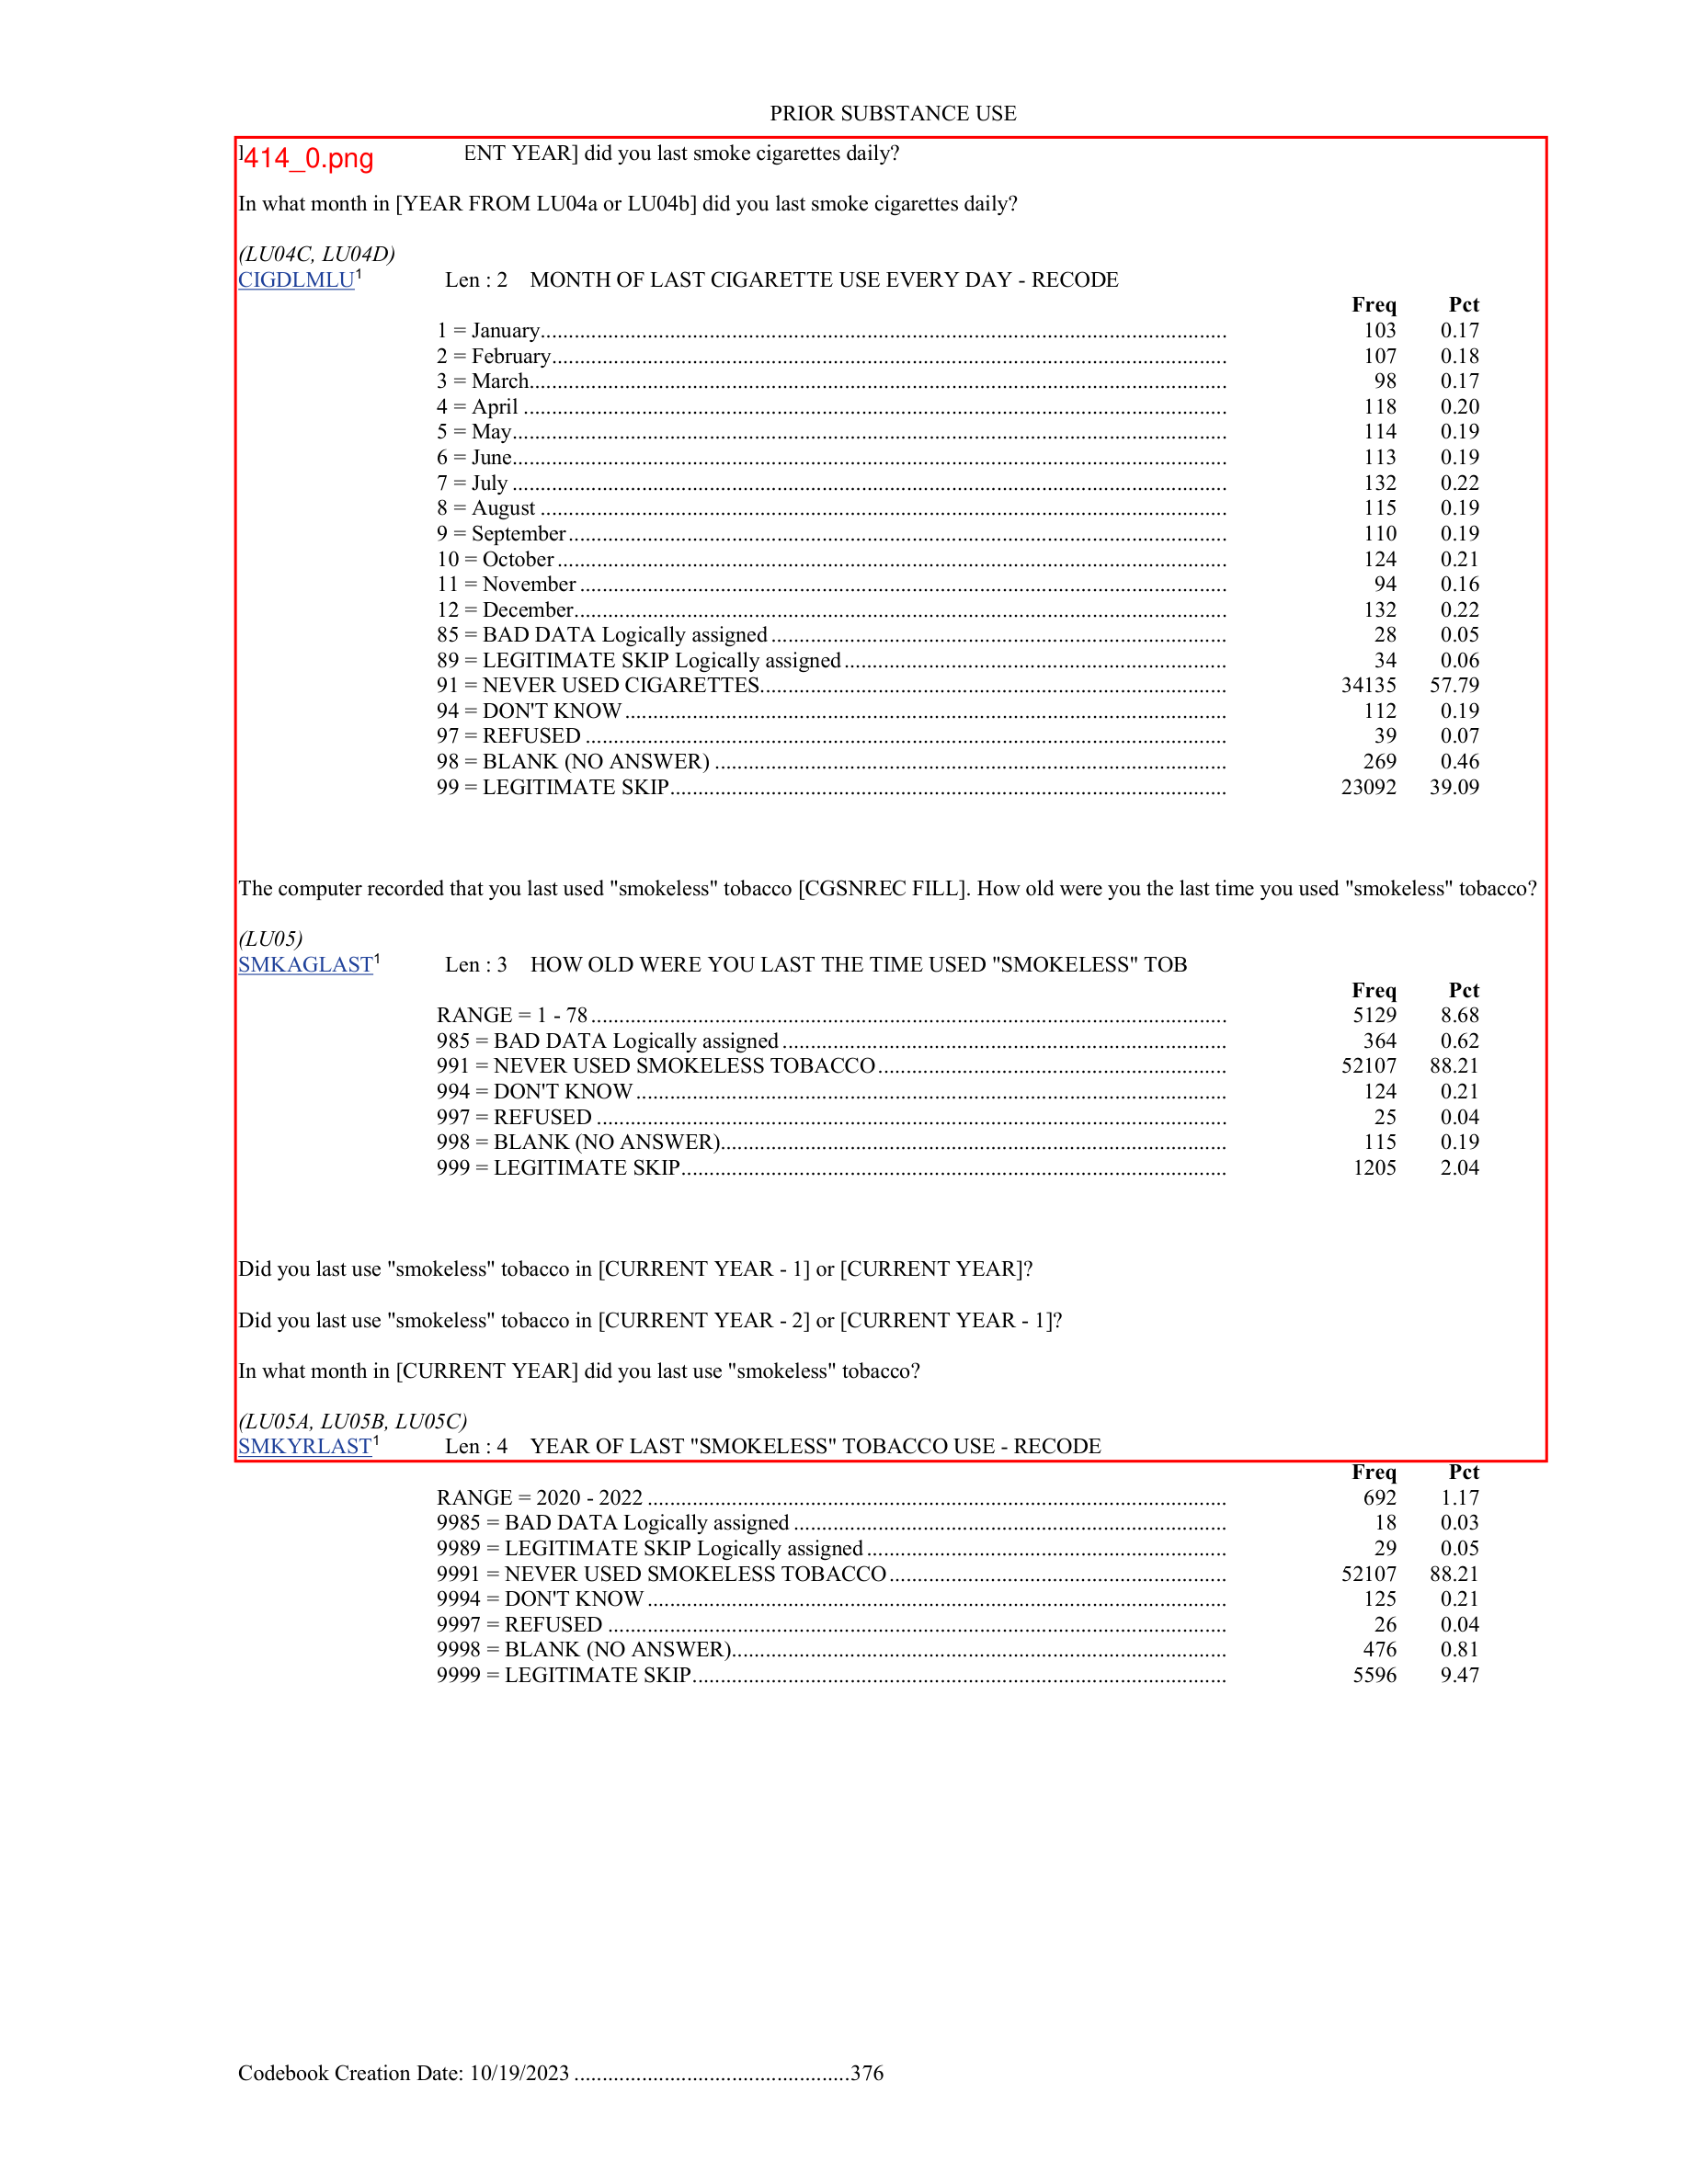 PRIOR SUBSTANCE USE
414_0.png ENT YEAR] did you last smoke cigarettes daily?
In what month in [YEAR FROM LU04a or LU04b] did you last smoke cigarettes daily?
(LU04C, LU04D)
CIGDLMLU¹ Len : 2 MONTH OF LAST CIGARETTE USE EVERY DAY - RECODE
Freq Pct
1 = January 103 0.17
2 = February 107 0.18
3 = March 98 0.17
4 = April 118 0.20
5 = May 114 0.19
6 = June 113 0.19
7 = July 132 0.22
8 = August 115 0.19
9 = September 110 0.19
10 = October 124 0.21
11 = November 94 0.16
12 = December 132 0.22
85 = BAD DATA Logically assigned 28 0.05
89 = LEGITIMATE SKIP Logically assigned 34 0.06
91 = NEVER USED CIGARETTES 34135 57.79
94 = DON'T KNOW 112 0.19
97 = REFUSED 39 0.07
98 = BLANK (NO ANSWER) 269 0.46
99 = LEGITIMATE SKIP 23092 39.09
The computer recorded that you last used "smokeless" tobacco [CGSNREC FILL]. How old were you the last time you used "smokeless" tobacco?
(LU05)
SMKAGLAST¹ Len : 3 HOW OLD WERE YOU LAST THE TIME USED "SMOKELESS" TOB
Freq Pct
RANGE = 1 - 78 5129 8.68
985 = BAD DATA Logically assigned 364 0.62
991 = NEVER USED SMOKELESS TOBACCO 52107 88.21
994 = DON'T KNOW 124 0.21
997 = REFUSED 25 0.04
998 = BLANK (NO ANSWER) 115 0.19
999 = LEGITIMATE SKIP 1205 2.04
Did you last use "smokeless" tobacco in [CURRENT YEAR - 1] or [CURRENT YEAR]?
Did you last use "smokeless" tobacco in [CURRENT YEAR - 2] or [CURRENT YEAR - 1]?
In what month in [CURRENT YEAR] did you last use "smokeless" tobacco?
(LU05A, LU05B, LU05C)
SMKYRLAST¹ Len : 4 YEAR OF LAST "SMOKELESS" TOBACCO USE - RECODE
Freq Pct
RANGE = 2020 - 2022 692 1.17
9985 = BAD DATA Logically assigned 18 0.03
9989 = LEGITIMATE SKIP Logically assigned 29 0.05
9991 = NEVER USED SMOKELESS TOBACCO 52107 88.21
9994 = DON'T KNOW 125 0.21
9997 = REFUSED 26 0.04
9998 = BLANK (NO ANSWER) 476 0.81
9999 = LEGITIMATE SKIP 5596 9.47
Codebook Creation Date: 10/19/2023 376